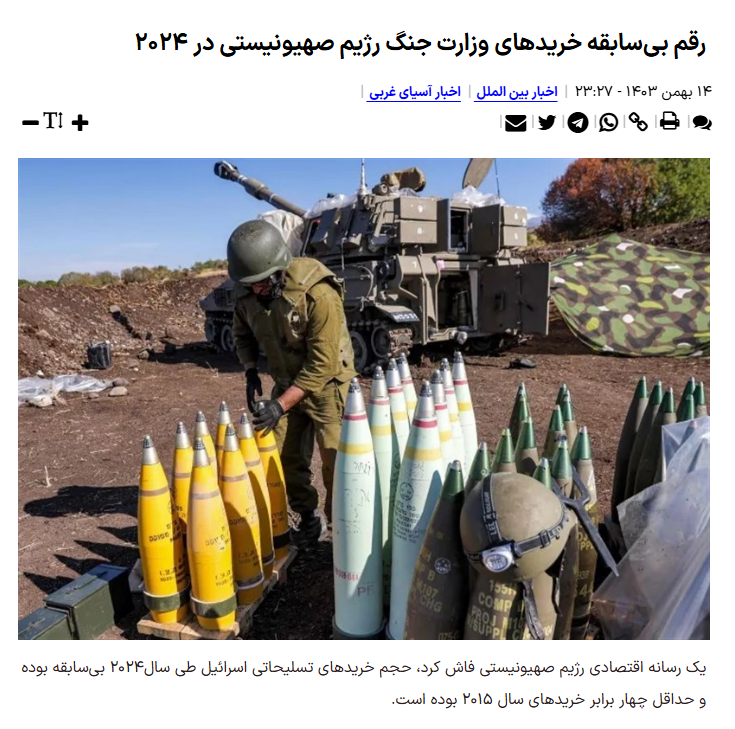 رقم بی‌سابقه خریدهای وزارت جنگ رژیم صهیونیستی در ۲۰۲۴
۱۴ بهمن ۱۴۰۳ - ۲۳:۲۷ | اخبار بین الملل | اخبار آسیای غربی |
یک رسانه اقتصادی رژیم صهیونیستی فاش کرد، حجم خریدهای تسلیحاتی اسرائیل طی سال۲۰۲۴ بی‌سابقه بوده
و حداقل چهار برابر خریدهای سال ۲۰۱۵ بوده است.